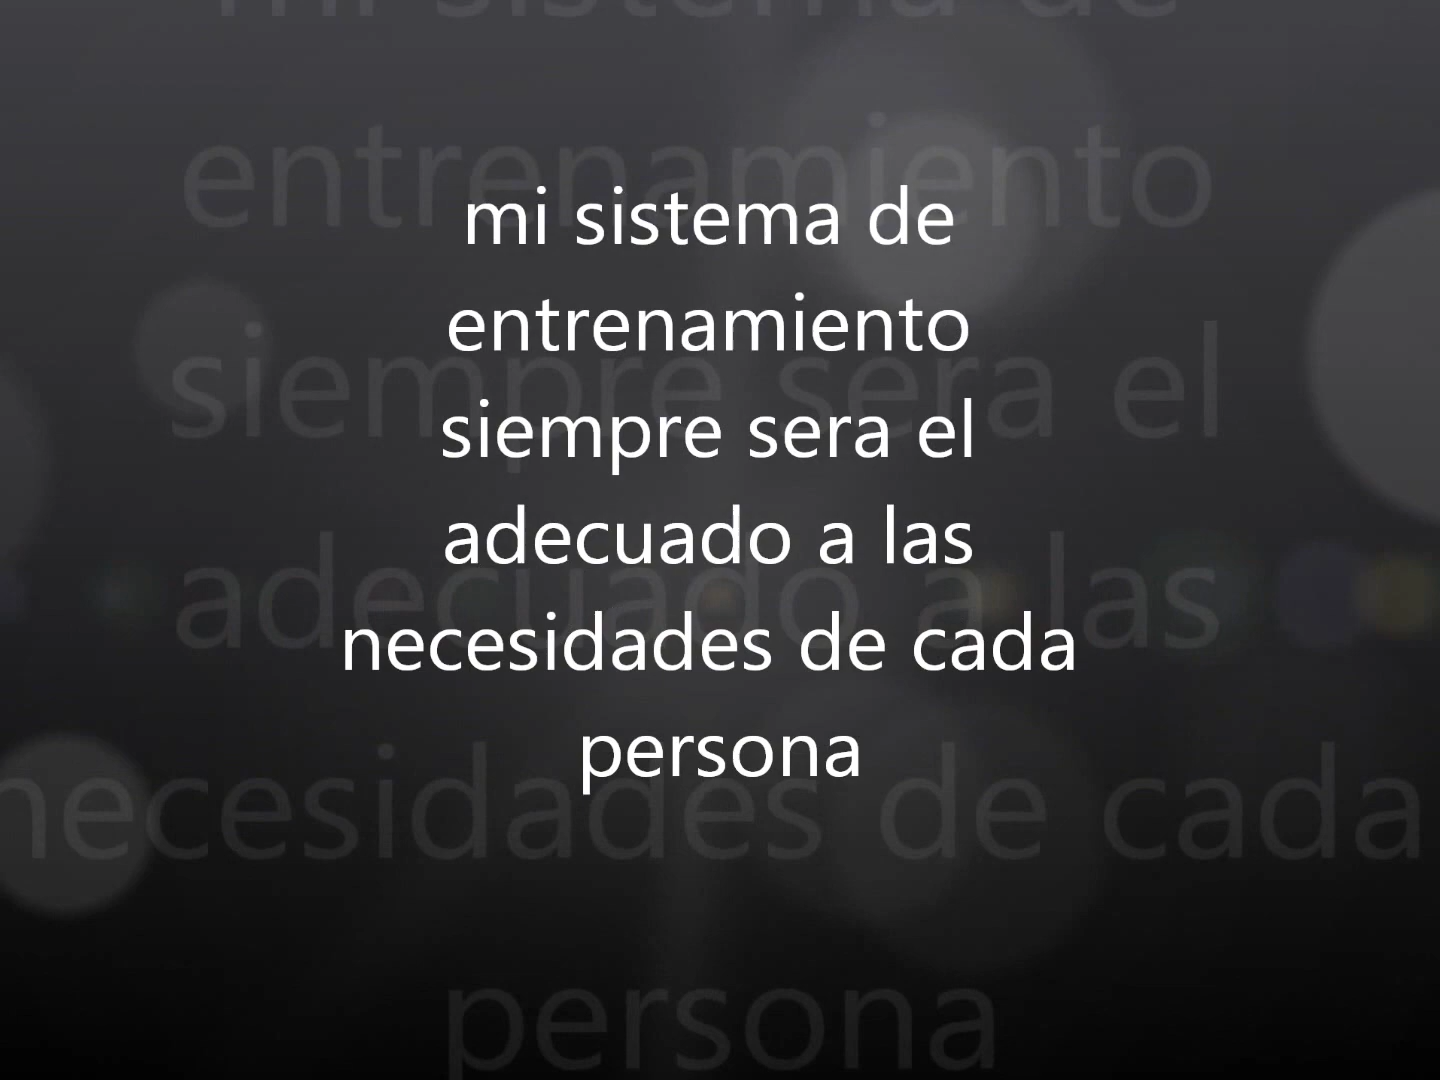 mi sistema de
entrenamiento
siempre sera el
adecuado a las
necesidades de cada
persona